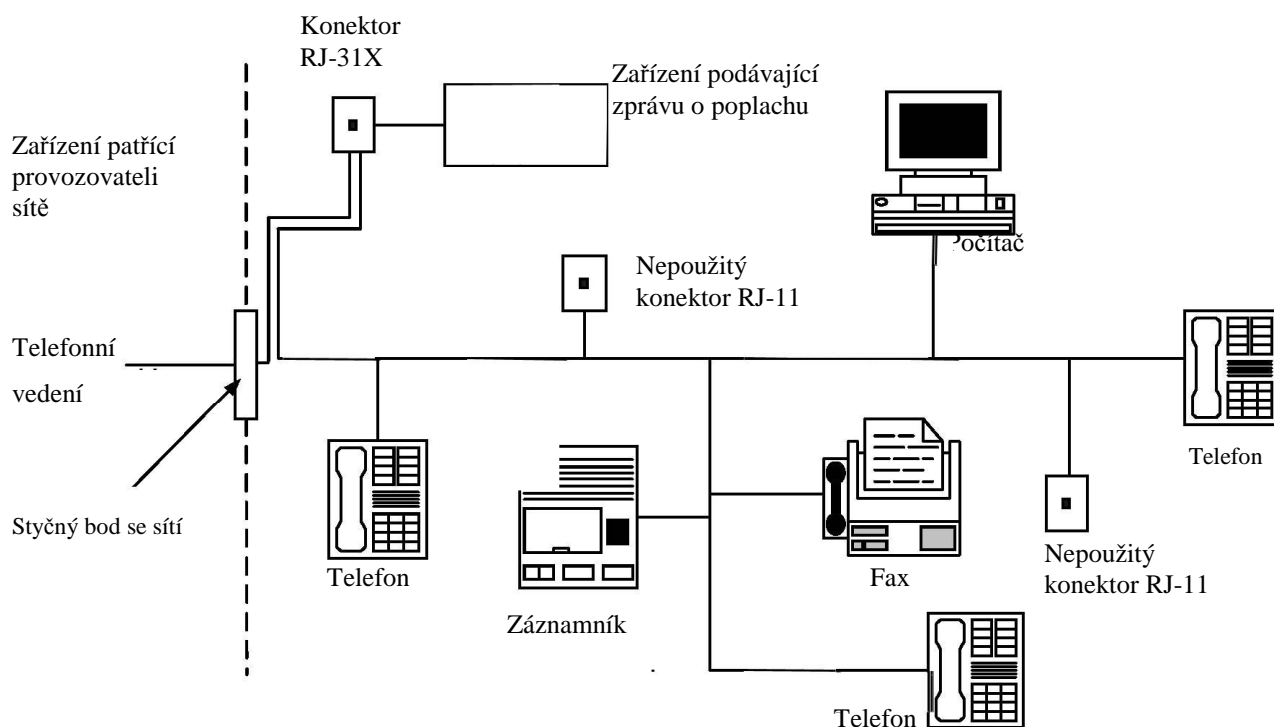 Konektor
RJ-31X
Zařízení podávající
zprávu o poplachu
Zařízení patřící
provozovateli
sítě
Počítač
Nepoužitý
konektor RJ-11
Telefonní
vedení
Telefon
Styčný bod se sítí
Telefon
Fax
Nepoužitý
konektor RJ-11
Záznamník
Telefon